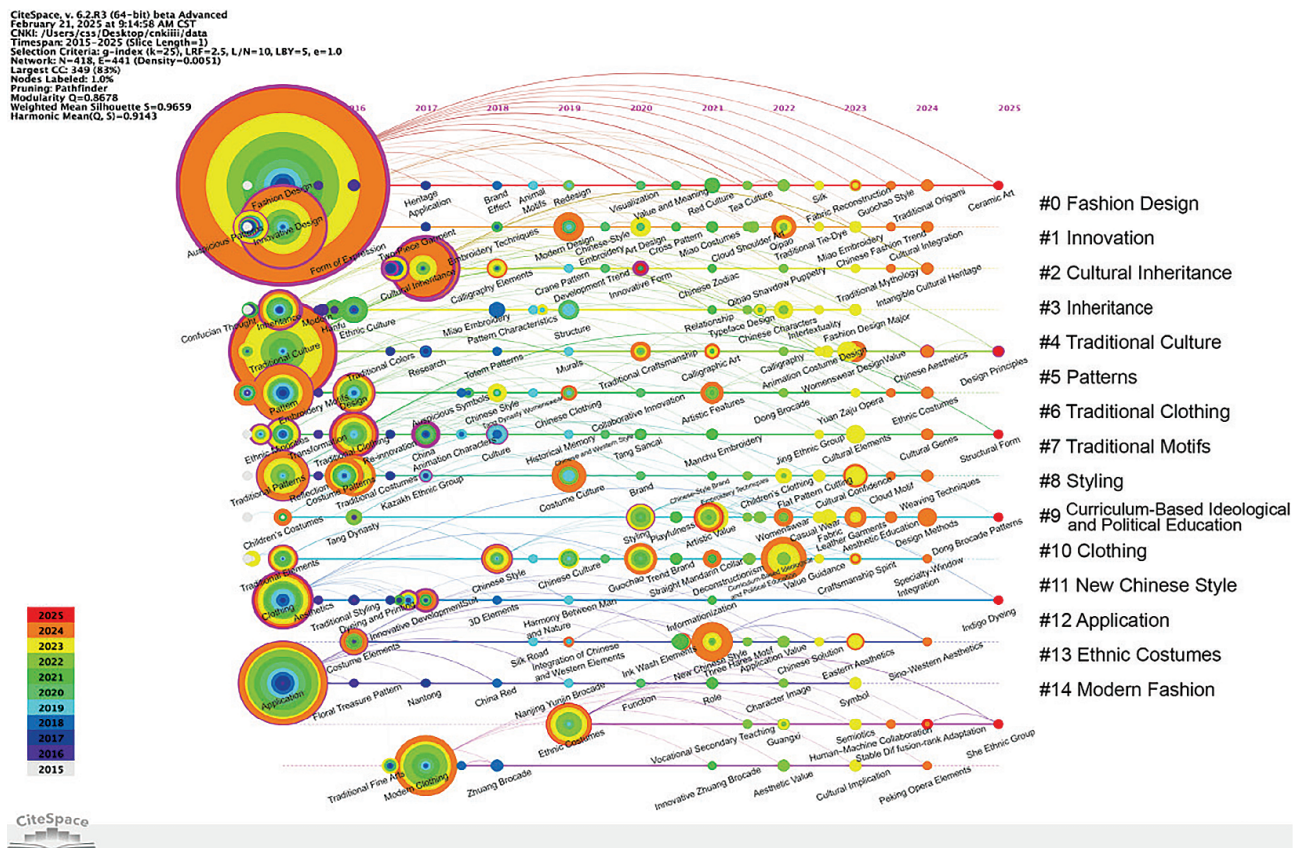 CiteSpace, v. 6.2.R3 (64-bit) beta Advanced
February 21, 2025 at 9:14:58 AM CST
CNKI: /Users/css/Desktop/cnkiiii/data
Timespan: 2015-2025 (Slice Length=1)
Selection Criteria: g-index (k=25), LRF=2.5, L/N=10, LBY=5, e=1.0
Network: N=418, E=441 (Density=0.0051)
Largest CC: 349 (83%)
Nodes Labeled: 1.0%
Pruning: Pathfinder
Modularity Q=0.8678
Weighted Mean Silhouette S=0.9659
Harmonic Mean(Q, S)=0.9143
2017 2018 2019 2020 2021 2022 2023 2024 2025
Fashion Design
Heritage Application
Brand Effect
Animal Motifs
Redesign
Visualization
Value and Meaning
Red Culture
Tea Culture
Silk
Fabric Reconstruction
Guochao Style
Traditional Origami
Ceramic Art
#0 Fashion Design
Innovative Design
Form of Expression
Two-Piece Garment
Embroidery Techniques
Modern Design
Chinese-Style
Embroidery Art Design
Cross Pattern
Miao Costumes
Cloud Shoulder Art
Qipao
Traditional Tie-Dye
Miao Embroidery
Chinese Fashion Trend
Cultural Integration
#1 Innovation
Cultural Inheritance
Calligraphy Elements
Crane Pattern
Development Trend
Innovative Form
Chinese Zodiac
Qibao Shavdow Puppetry
Traditional Mythology
Intangible Cultural Heritage
#2 Cultural Inheritance
Confucian Thought
Inheritance
Modern
Hanfu
Ethnic Culture
Miao Embroidery
Pattern Characteristics
Structure
Relationship
Typeface Design
Chinese Characters
Intertextuality
Fashion Design Major
#3 Inheritance
Traditional Culture
Traditional Colors
Research
Totem Patterns
Murals
Traditional Craftsmanship
Calligraphic Art
Calligraphy
Animation Costume Design
Womenswear Design
Value
Chinese Aesthetics
Design Principles
#4 Traditional Culture
Pattern
Embroidery Motifs
Design
Auspicious Symbols
Chinese Style
Tang Dynasty Womenswear
Chinese Clothing
Collaborative Innovation
Artistic Features
Dong Brocade
Yuan Zaju Opera
Ethnic Costumes
#5 Patterns
Transformation
Traditional Clothing
Re-innovation
China
Animation Characters
Culture
Historical Memory
Chinese and Western Style
Tang Sancai
Manchu Embroidery
Jing Ethnic Group
Cultural Elements
Cultural Genes
Structural Form
#6 Traditional Clothing
Traditional Patterns
Reflection
Costume Patterns
Traditional Costumes
Kazakh Ethnic Group
Costume Culture
Brand
Chinese-Style Brand
Embroidery Techniques
Children's Clothing
Flat Pattern Cutting
Cultural Confidence
Cloud Motif
Weaving Techniques
#7 Traditional Motifs
Children's Costumes
Tang Dynasty
Styling
Playfulness
Artistic Value
Womenswear
Casual Wear
Fabric
Leather Garments
Aesthetic Education
Design Methods
Dong Brocade Patterns
#8 Styling
Traditional Elements
Chinese Style
Chinese Culture
Guochao
Trend Brand
Straight Mandarin Collar
Deconstructionism
Curriculum-Based Ideological
and Political Education
Value Guidance
Craftsmanship Spirit
Specialty-Window
Integration
#9 Curriculum-Based Ideological
and Political Education
Clothing
Aesthetics
Traditional Styling
Dyeing and Printing
Innovative Development
Suit
3D Elements
Harmony Between Man
and Nature
Informationization
Indigo Dyeing
#10 Clothing
Costume Elements
Silk Road
Integration of Chinese
and Western Elements
Ink Wash Elements
New Chinese Style
Three Hares Motif
Application Value
Chinese Solution
Eastern Aesthetics
Sino-Western Aesthetics
#11 New Chinese Style
Application
Floral Treasure Pattern
Nantong
China Red
Nanjing Yunjin Brocade
Function
Role
Character Image
Symbol
#12 Application
Ethnic Costumes
Vocational Secondary Teaching
Guangxi
Semiotics
Human-Machine Collaboration
Stable Dif fusion-rank Adaptation
She Ethnic Group
#13 Ethnic Costumes
Traditional Fine Arts
Modern Clothing
Zhuang Brocade
Innovative Zhuang Brocade
Aesthetic Value
Cultural Implication
Peking Opera Elements
#14 Modern Fashion
2025
2024
2023
2022
2021
2020
2019
2018
2017
2016
2015
CiteSpace